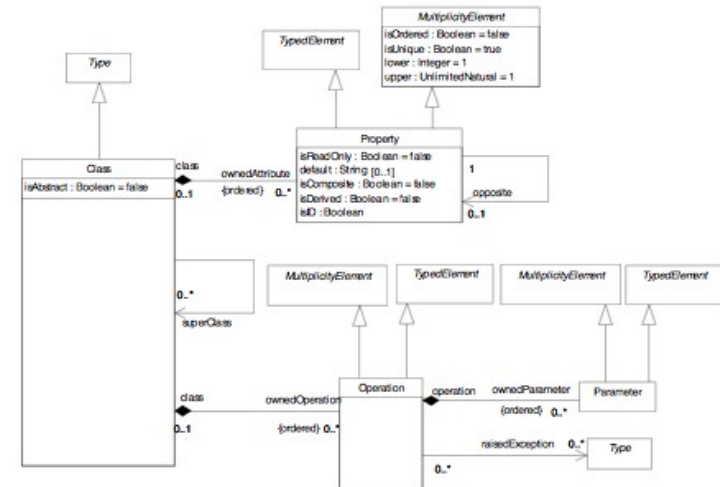 MultiplicityElement
isOrdered : Boolean = false
isUnique : Boolean = true
lower : Integer = 1
upper : UnlimitedNatural = 1
TypedElement
Type
Property
isReadOnly : Boolean = false
default : String [0..1]
isComposite : Boolean = false
isDerived : Boolean = false
isID : Boolean
Class
isAbstract : Boolean = false
class
0..1
ownedAttribute
{ordered} 0..*
1
opposite
0..1
0..*
superClass
MultiplicityElement
TypedElement
MultiplicityElement
TypedElement
class
0..1
ownedOperation
{ordered} 0..*
Operation
operation
ownedParameter
{ordered} 0..*
Parameter
raisedException 0..*
0..*
Type